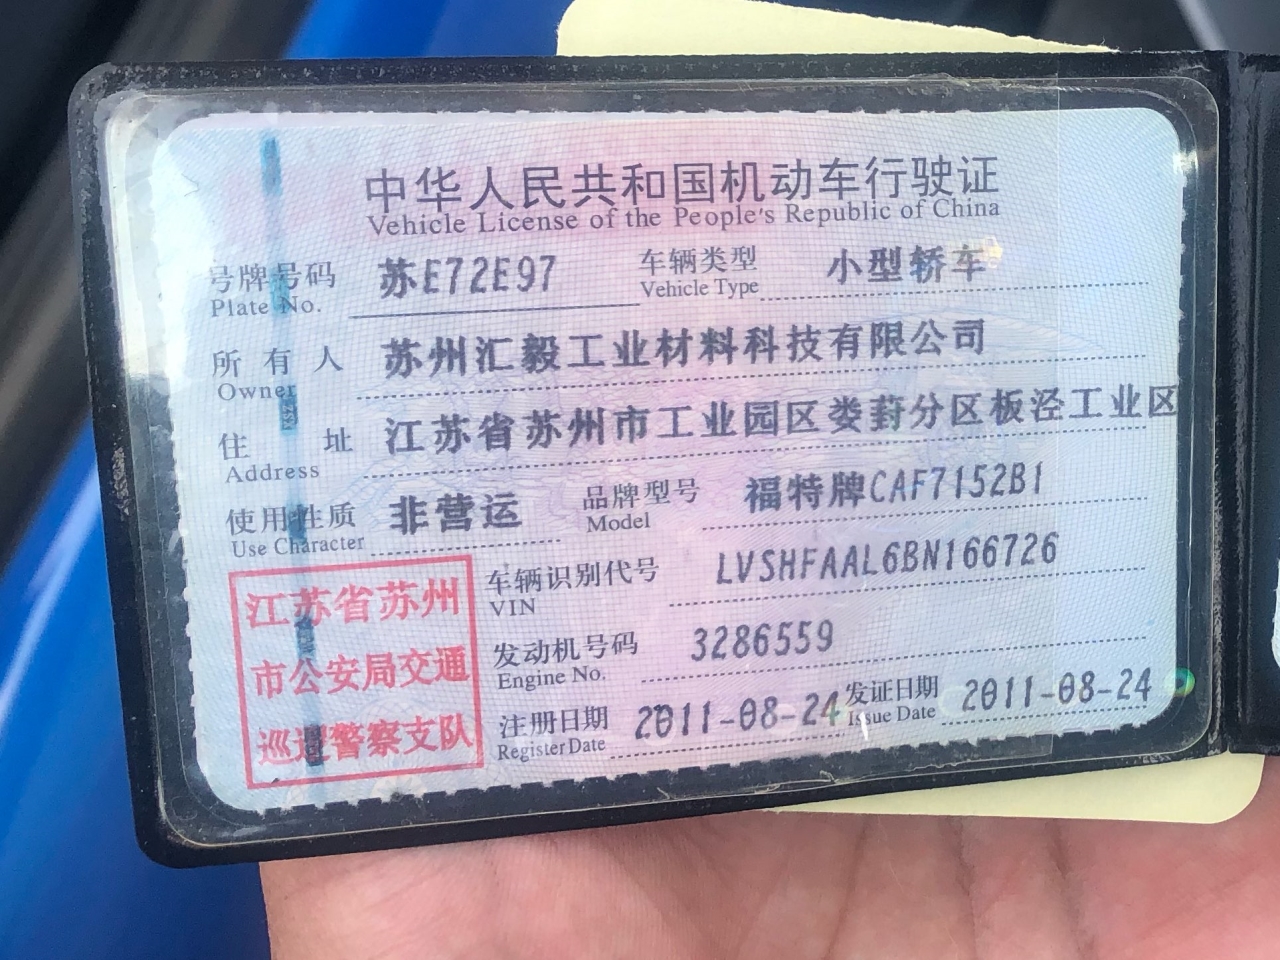 中华人民共和国机动车行驶证
Vehicle License of the People's Republic of China
号牌号码 苏E72E97 车辆类型 小型轿车
Plate No. Vehicle Type
所有人 苏州汇毅工业材料科技有限公司
Owner
住址 江苏省苏州市工业园区娄葑分区板泾工业区
Address
使用性质 非营运 品牌型号 福特牌CAF7152B1
Use Character Model
车辆识别代号 LVSHFAAL6BN166726
VIN
发动机号码 3286559
Engine No.
注册日期 2011-08-24 发证日期 2011-08-24
Register Date Issue Date
江苏省苏州
市公安局交通
巡逻警察支队